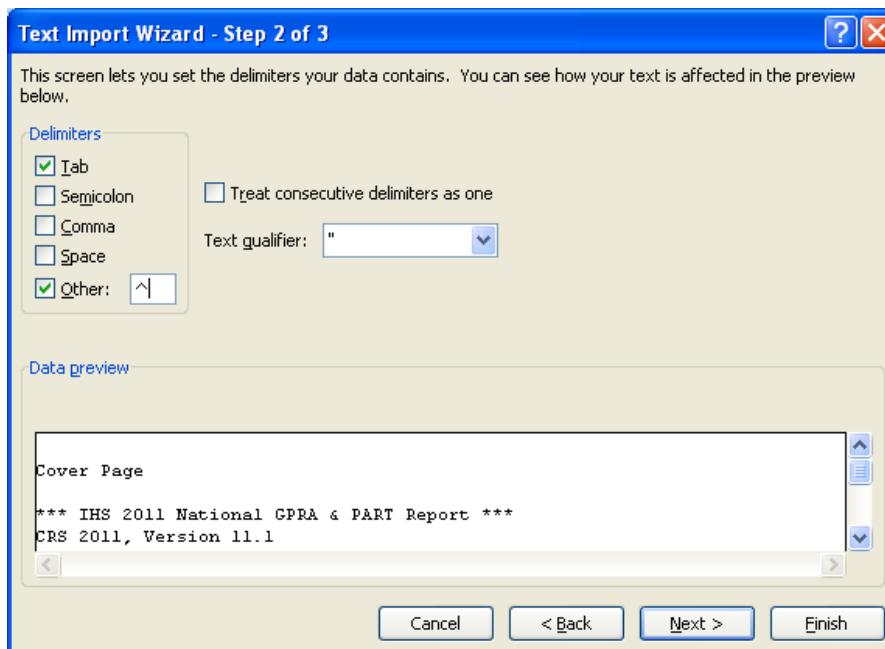 Text Import Wizard - Step 2 of 3
This screen lets you set the delimiters your data contains.  You can see how your text is affected in the preview
below.
Delimiters
Tab
Semicolon
Comma
Space
Other: ^
Treat consecutive delimiters as one
Text qualifier: "
Data preview
Cover Page
*** IHS 2011 National GPRA & PART Report ***
CRS 2011, Version 11.1
Cancel
< Back
Next >
Finish